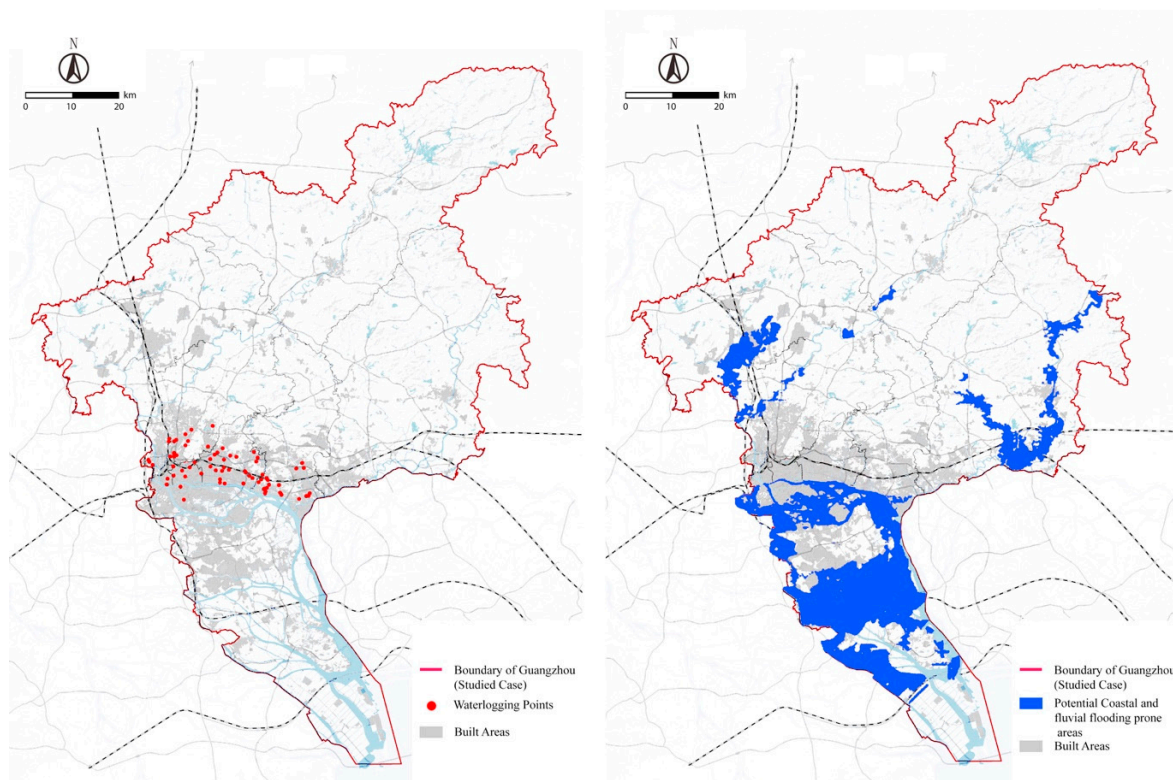 N
km
0 10 20
Boundary of Guangzhou
(Studied Case)
Waterlogging Points
Built Areas
N
km
0 10 20
Boundary of Guangzhou
(Studied Case)
Potential Coastal and
fluvial flooding prone
areas
Built Areas